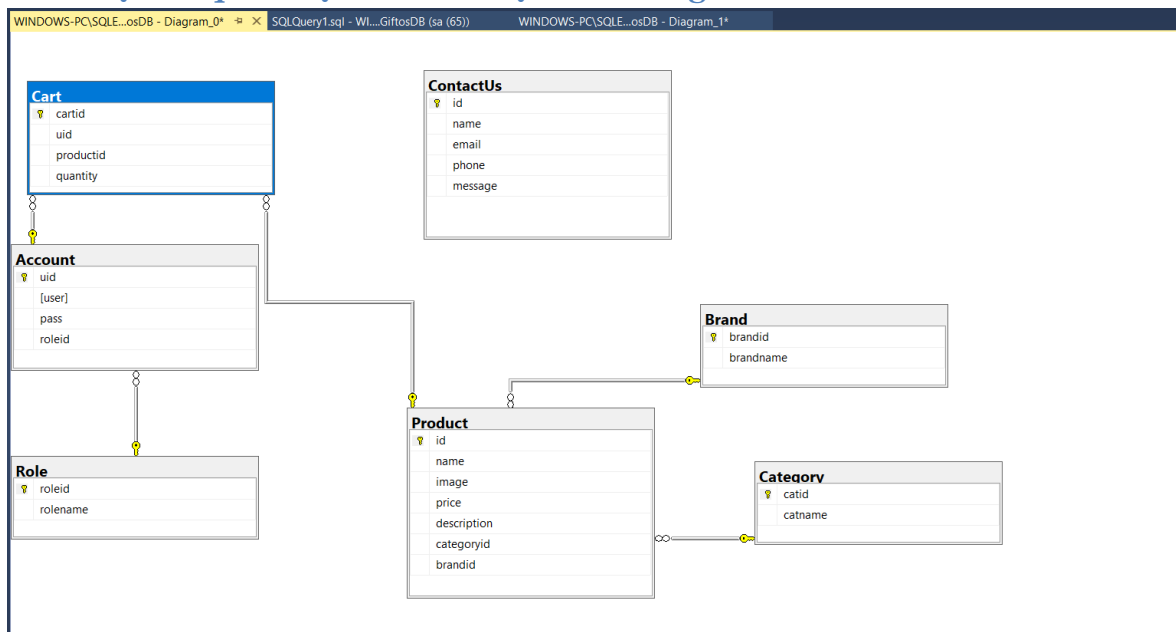 WINDOWS-PC\SQLE...osDB - Diagram_0* SQLQuery1.sql - WI....GiftosDB (sa (65)) WINDOWS-PC\SQLE...osDB - Diagram_1*
Cart
cartid
uid
productid
quantity
ContactUs
id
name
email
phone
message
Account
uid
[user]
pass
roleid
Brand
brandid
brandname
Product
id
name
image
price
description
categoryid
brandid
Role
roleid
rolename
Category
catid
catname